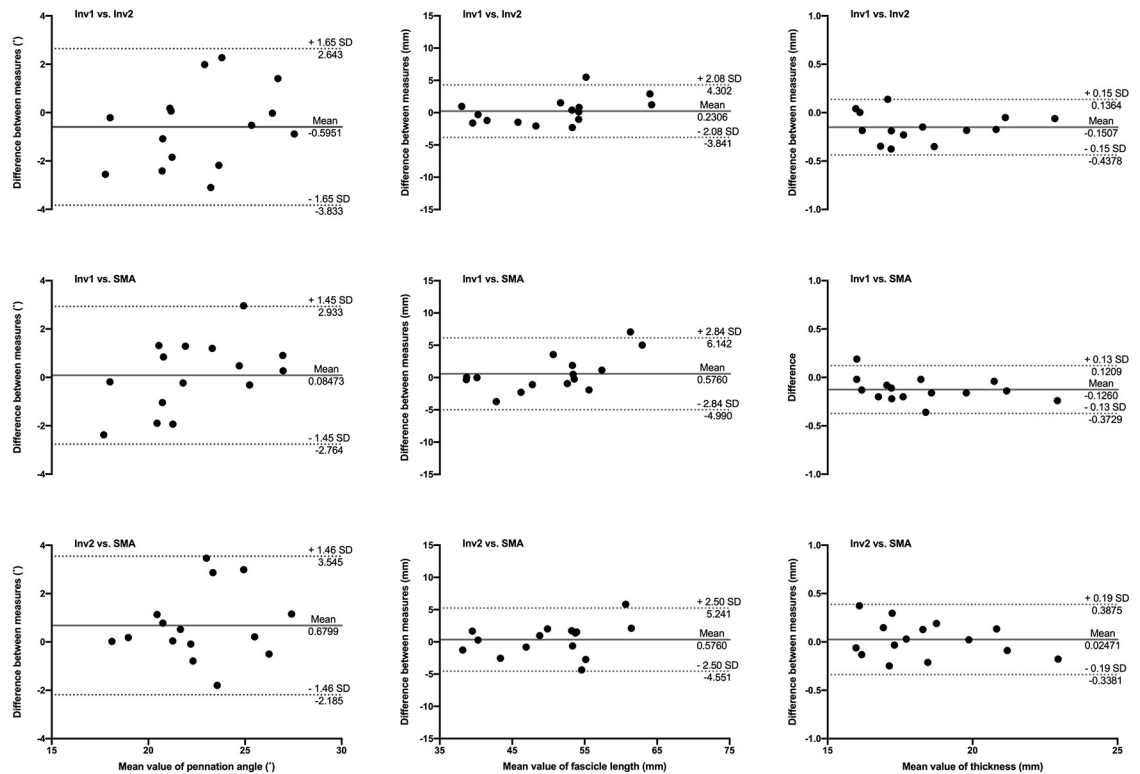 Inv1 vs. Inv2
Difference between measures (°)
4
2
0
-2
-4
+ 1.65 SD
2.643
Mean
-0.5951
- 1.65 SD
-3.833
Inv1 vs. Inv2
Difference between measures (mm)
15
10
5
0
-5
-10
-15
+ 2.08 SD
4.302
Mean
0.2306
- 2.08 SD
-3.841
Inv1 vs. Inv2
Difference between measures (mm)
1.0
0.5
0.0
-0.5
-1.0
+ 0.15 SD
0.1364
Mean
-0.1507
- 0.15 SD
-0.4378
Inv1 vs. SMA
Difference between measures (°)
4
2
0
-2
-4
+ 1.45 SD
2.933
Mean
0.08473
- 1.45 SD
-2.764
Inv1 vs. SMA
Difference between measures (mm)
15
10
5
0
-5
-10
-15
+ 2.84 SD
6.142
Mean
0.5760
- 2.84 SD
-4.990
Inv1 vs. SMA
Difference
1.0
0.5
0.0
-0.5
-1.0
+ 0.13 SD
0.1209
Mean
-0.1260
- 0.13 SD
-0.3729
Inv2 vs. SMA
Difference between measures (°)
4
2
0
-2
-4
+ 1.46 SD
3.545
Mean
0.6799
- 1.46 SD
-2.185
15
20
25
30
Mean value of pennation angle (°)
Inv2 vs. SMA
Difference between measures (mm)
15
10
5
0
-5
-10
-15
+ 2.50 SD
5.241
Mean
0.5760
- 2.50 SD
-4.551
35
45
55
65
75
Mean value of fascicle length (mm)
Inv2 vs. SMA
Difference between measures (mm)
1.0
0.5
0.0
-0.5
-1.0
+ 0.19 SD
0.3875
Mean
0.02471
- 0.19 SD
-0.3381
15
20
25
Mean value of thickness (mm)